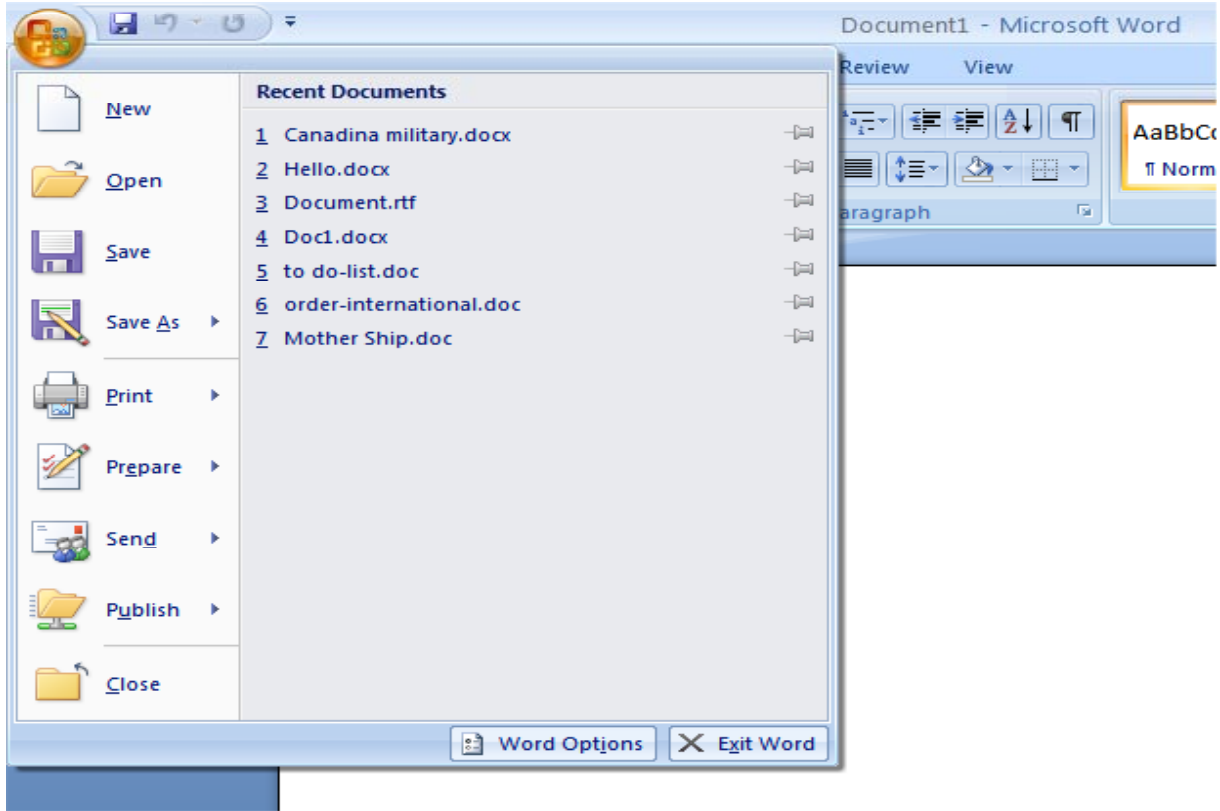 Document1 - Microsoft Word
Review View
New
Open
Save
Save As
Print
Prepare
Send
Publish
Close
Recent Documents
1 Canadina military.docx
2 Hello.docx
3 Document.rtf
4 Doc1.docx
5 to do-list.doc
6 order-international.doc
7 Mother Ship.doc
AaBbCc
¶ Norm
aragraph
Word Options
Exit Word